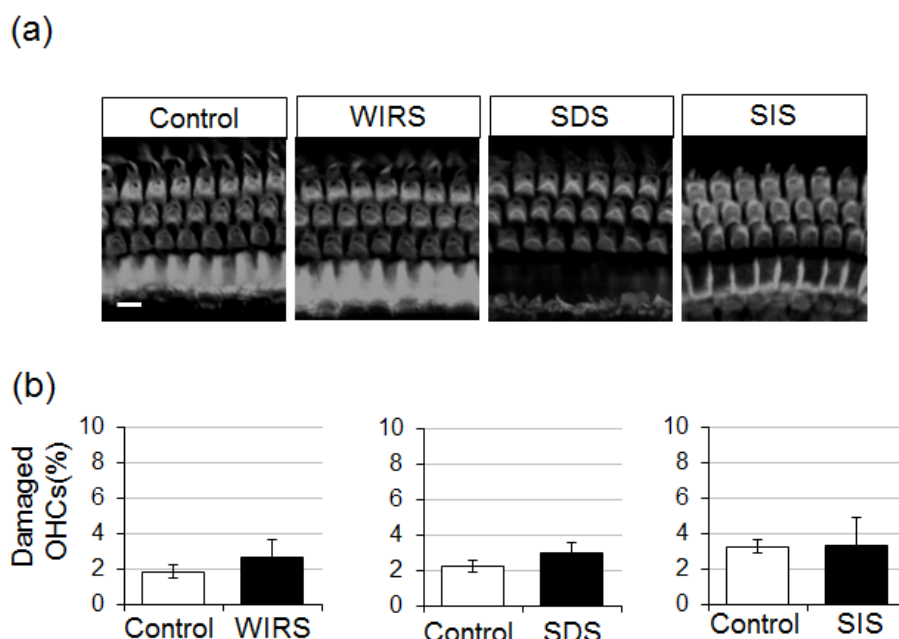 (a)
Control WIRS SDS SIS
(b)
Damaged
OHCs(%)
10
8
6
4
2
0
Control WIRS
10
8
6
4
2
0
Control SDS
10
8
6
4
2
0
Control SIS